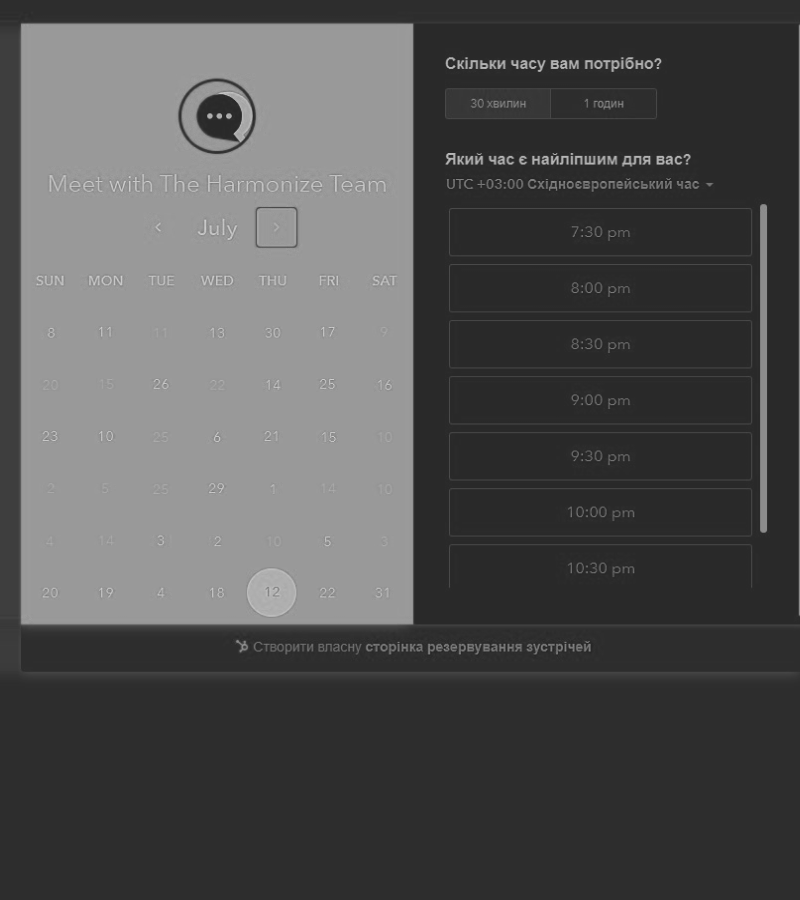 Meet with The Harmonize Team
July
SUN MON TUE WED THU FRI SAT
8 11 11 13 30 17 9
20 15 26 22 14 25 16
23 10 25 6 21 15 10
2 5 25 29 1 14 10
4 14 3 2 10 5 3
20 19 4 18 12 22 31
Скільки часу вам потрібно?
30 хвилин 1 годин
Який час є найліпшим для вас?
UTC +03:00 Східноєвропейський час
7:30 pm
8:00 pm
8:30 pm
9:00 pm
9:30 pm
10:00 pm
10:30 pm
Створити власну сторінка резервування зустрічей